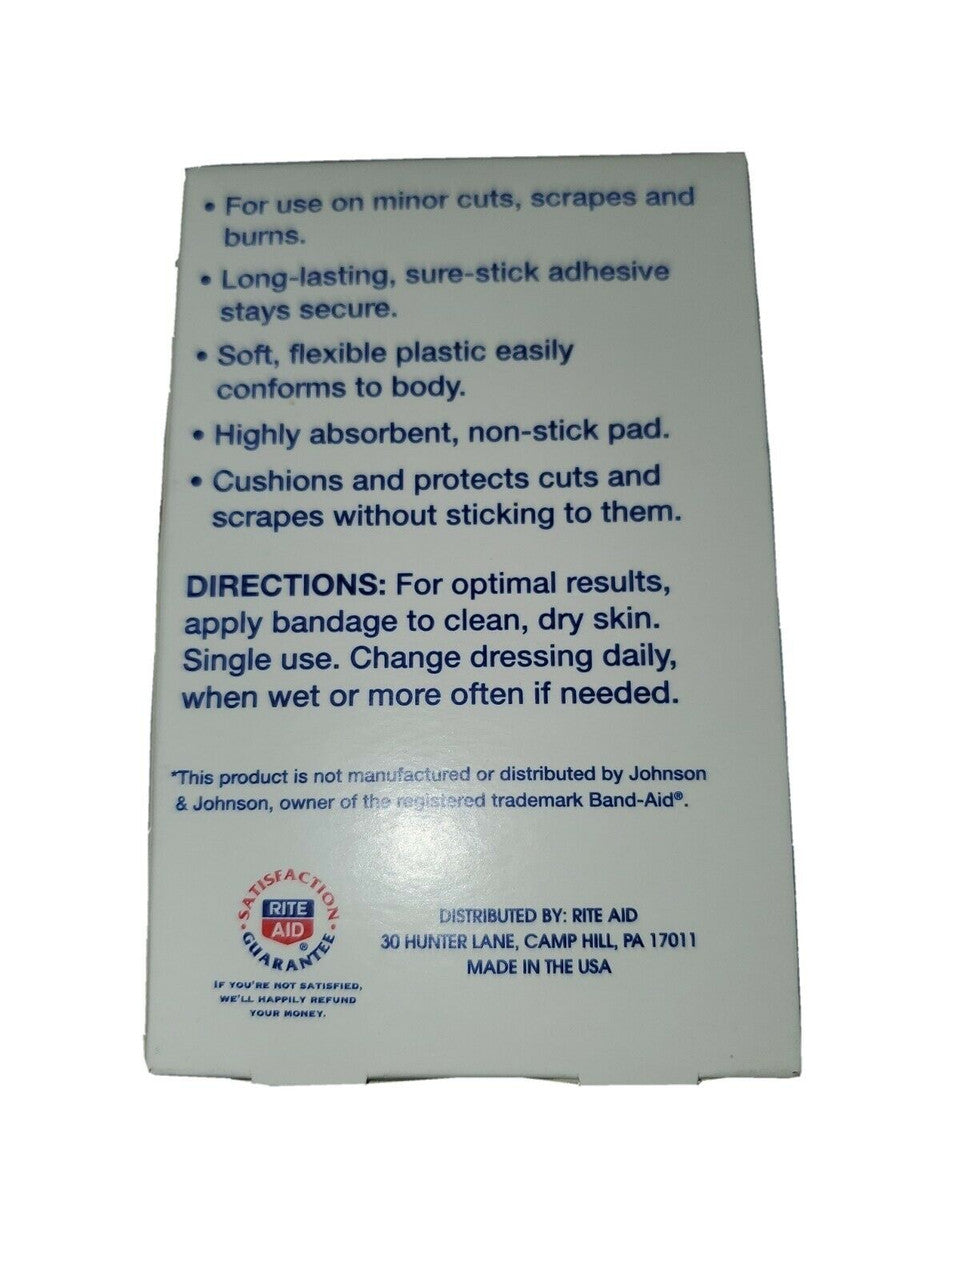 • For use on minor cuts, scrapes and
burns.
• Long-lasting, sure-stick adhesive
stays secure.
• Soft, flexible plastic easily
conforms to body.
• Highly absorbent, non-stick pad.
• Cushions and protects cuts and
scrapes without sticking to them.
DIRECTIONS: For optimal results,
apply bandage to clean, dry skin.
Single use. Change dressing daily,
when wet or more often if needed.
*This product is not manufactured or distributed by Johnson
& Johnson, owner of the registered trademark Band-Aid®.
• SATISFACTION •
RITE
AID®
GUARANTEE
IF YOU'RE NOT SATISFIED,
WE'LL HAPPILY REFUND
YOUR MONEY.
DISTRIBUTED BY: RITE AID
30 HUNTER LANE, CAMP HILL, PA 17011
MADE IN THE USA